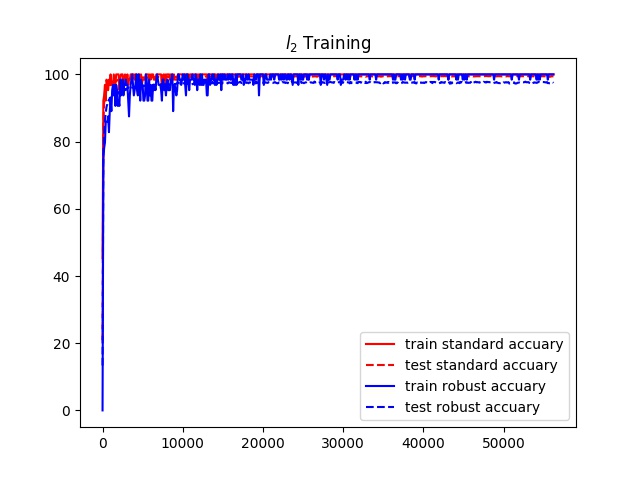 l₂ Training
100
80
60
40
20
0
0 10000 20000 30000 40000 50000
train standard accuary
test standard accuary
train robust accuary
test robust accuary